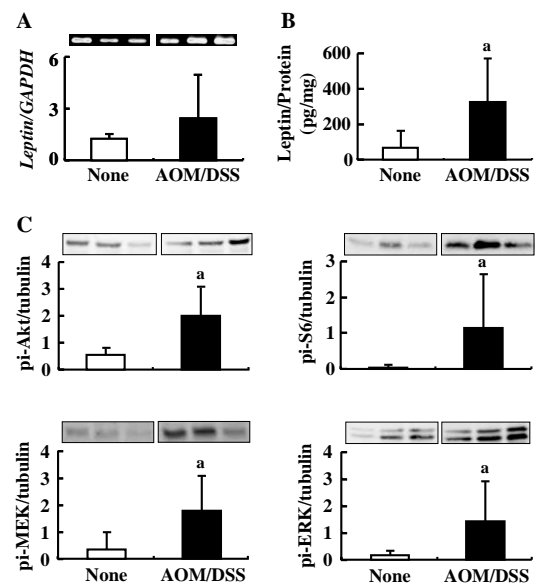 A
Leptin/GAPDH
6
3
0
None AOM/DSS
B
Leptin/Protein
(pg/mg)
600
400
200
0
a
None AOM/DSS
C
pi-Akt/tubulin
4
3
2
1
0
a
pi-S6/tubulin
3
2
1
0
a
pi-MEK/tubulin
4
3
2
1
0
a
None AOM/DSS
pi-ERK/tubulin
4
3
2
1
0
a
None AOM/DSS